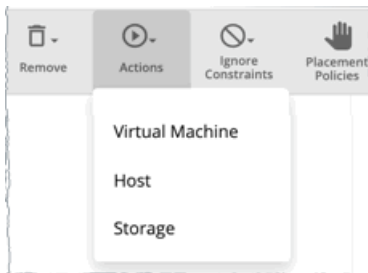 Remove
Actions
Ignore
Constraints
Placement
Policies
Virtual Machine
Host
Storage